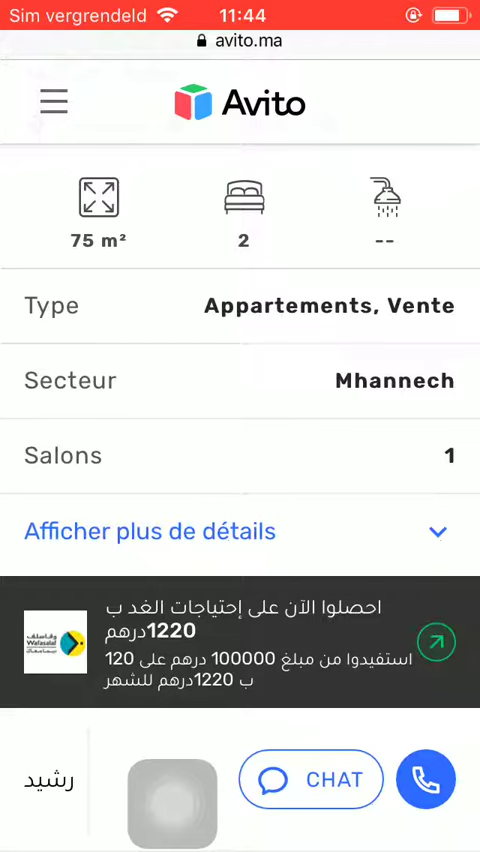 Sim vergrendeld 11:44
avito.ma
Avito
75 m² 2 --
Type Appartements, Vente
Secteur Mhannech
Salons 1
Afficher plus de détails
احصلوا الآن على إحتياجات الغد ب
1220درهم
استفيدوا من مبلغ 100000 درهم على 120
ب 1220درهم للشهر
وفاسلف
Wafasalaf
رشيد CHAT